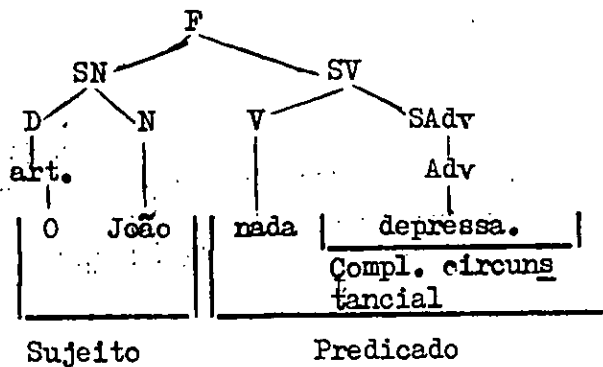 F
SN SV
D N V SAdv
art. Adv
O João nada depressa.
Compl. circuns
tancial
Sujeito Predicado